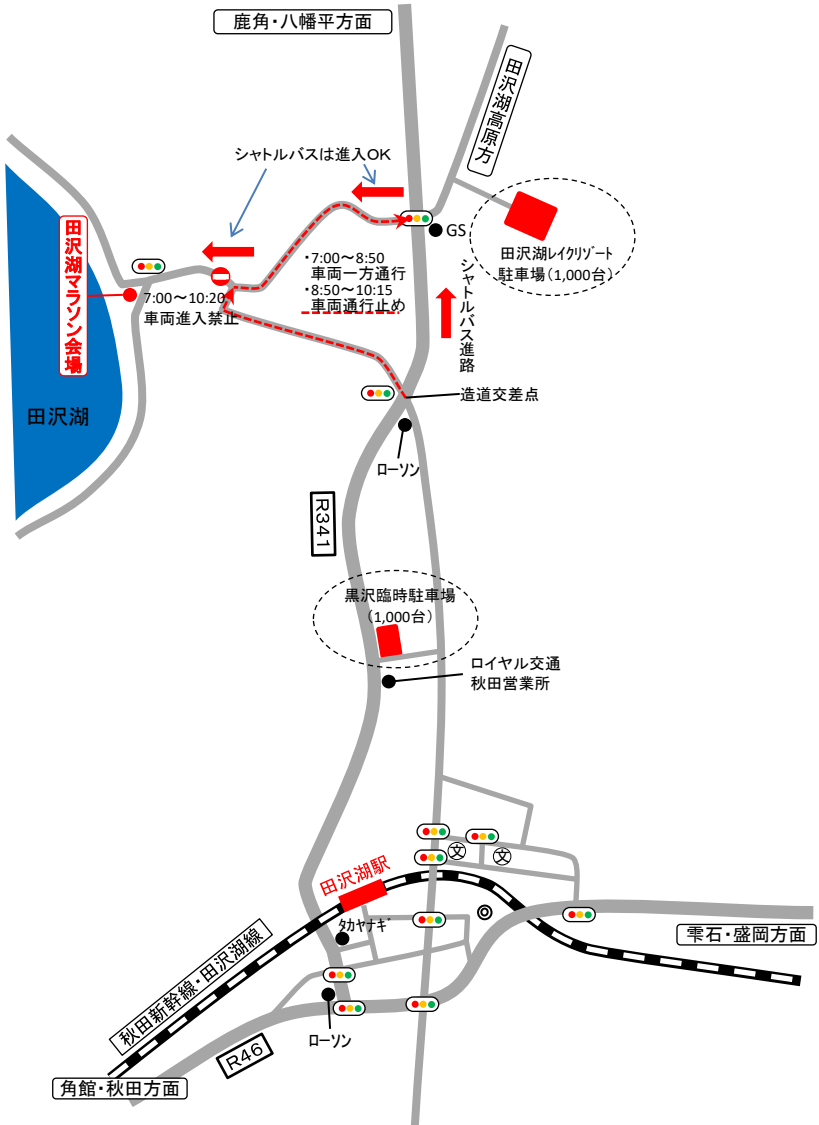 鹿角・八幡平方面
田沢湖高原方
シャトルバスは進入OK
GS
田沢湖レイクリゾート
駐車場(1,000台)
田沢湖マラソン会場
・7:00~8:50
車両一方通行
・8:50~10:15
車両通行止め
7:00~10:20
車両進入禁止
シャトルバス進路
造道交差点
田沢湖
ローソン
R341
黒沢臨時駐車場
(1,000台)
ロイヤル交通
秋田営業所
文
文
田沢湖駅
タカヤナギ
雫石・盛岡方面
秋田新幹線・田沢湖線
ローソン
R46
角館・秋田方面